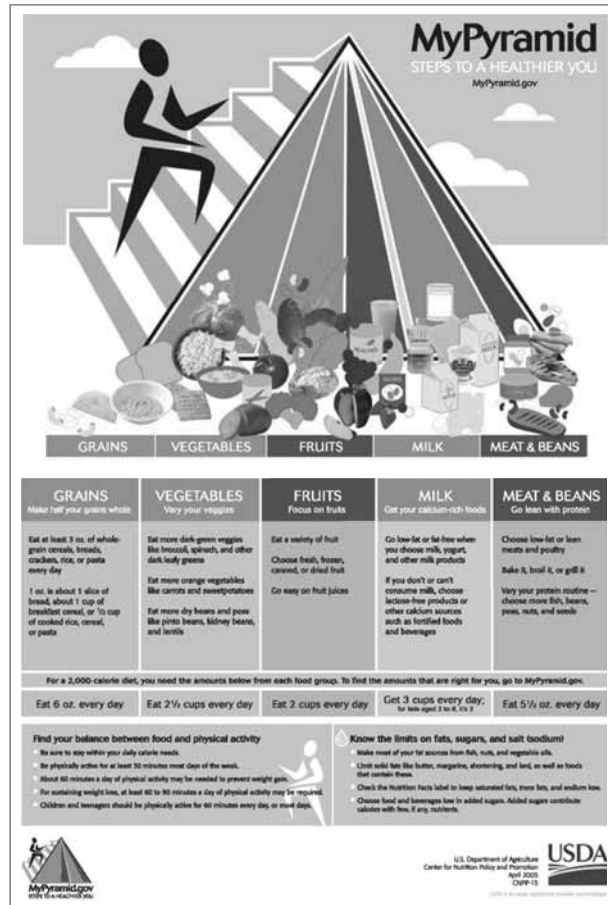 MyPyramid
STEPS TO A HEALTHIER YOU
MyPyramid.gov
GRAINS
VEGETABLES
FRUITS
MILK
MEAT & BEANS
GRAINS
Make half your grains whole
Eat at least 3 oz. of whole-
grain cereals, breads,
crackers, rice, or pasta
every day
1 oz. is about 1 slice of
bread, about 1 cup of
breakfast cereal, or ½ cup
of cooked rice, cereal,
or pasta
VEGETABLES
Vary your veggies
Eat more dark-green veggies
like broccoli, spinach, and other
dark leafy greens
Eat more orange vegetables
like carrots and sweetpotatoes
Eat more dry beans and peas
like pinto beans, kidney beans,
and lentils
FRUITS
Focus on fruits
Eat a variety of fruit
Choose fresh, frozen,
canned, or dried fruit
Go easy on fruit juices
MILK
Get your calcium-rich foods
Go low-fat or fat-free when
you choose milk, yogurt,
and other milk products
If you don't or can't
consume milk, choose
lactose-free products or
other calcium sources
such as fortified foods
and beverages
MEAT & BEANS
Go lean with protein
Choose low-fat or lean
meats and poultry
Bake it, broil it, or grill it
Vary your protein routine —
choose more fish, beans,
peas, nuts, and seeds
For a 2,000-calorie diet, you need the amounts below from each food group. To find the amounts that are right for you, go to MyPyramid.gov.
Eat 6 oz. every day
Eat 2½ cups every day
Eat 2 cups every day
Get 3 cups every day;
for kids aged 2 to 8, it's 2
Eat 5½ oz. every day
Find your balance between food and physical activity
Be sure to stay within your daily calorie needs.
Be physically active for at least 30 minutes most days of the week.
About 60 minutes a day of physical activity may be needed to prevent weight gain.
For sustaining weight loss, at least 60 to 90 minutes a day of physical activity may be required.
Children and teenagers should be physically active for 60 minutes every day, or most days.
Know the limits on fats, sugars, and salt (sodium)
Make most of your fat sources from fish, nuts, and vegetable oils.
Limit solid fats like butter, margarine, shortening, and lard, as well as foods
that contain these.
Check the Nutrition Facts label to keep saturated fats, trans fats, and sodium low.
Choose food and beverages low in added sugars. Added sugars contribute
calories with few, if any, nutrients.
MyPyramid.gov
STEPS TO A HEALTHIER YOU
U.S. Department of Agriculture
Center for Nutrition Policy and Promotion
April 2005
CNPP-15
USDA